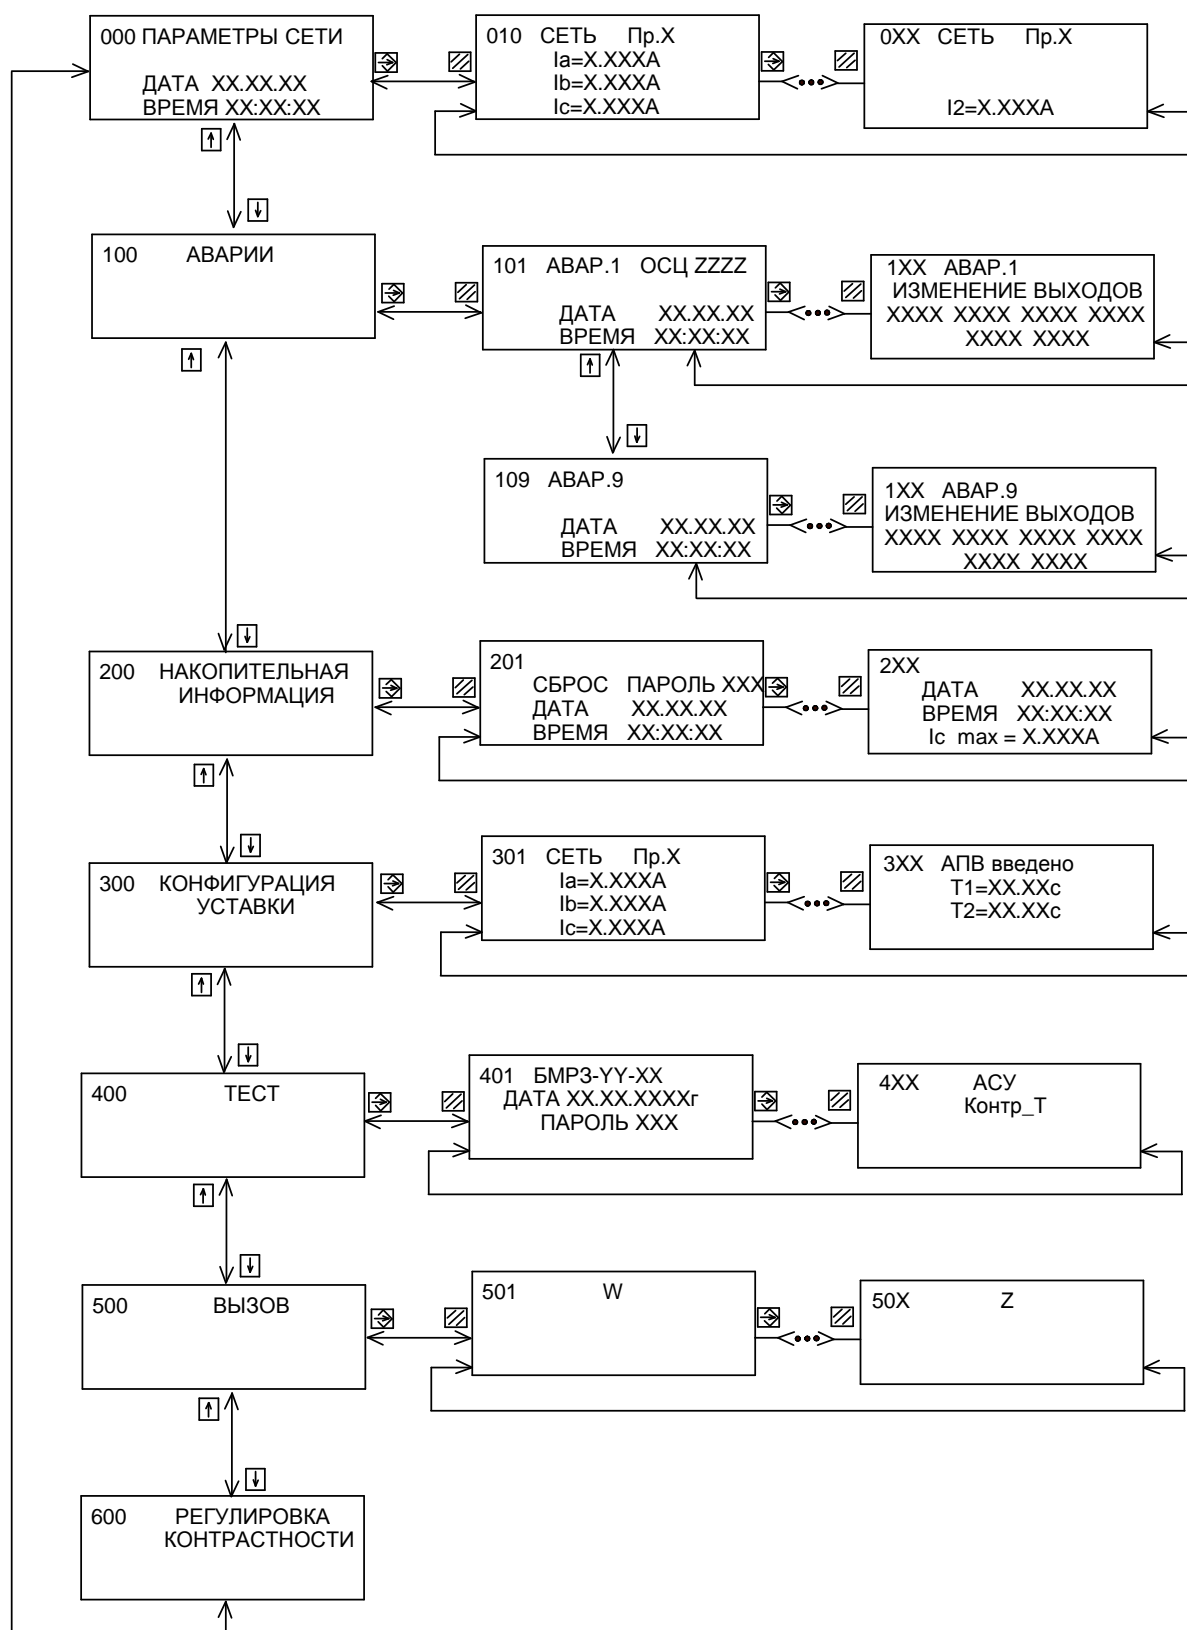 000 ПАРАМЕТРЫ СЕТИ
ДАТА XX.XX.XX
ВРЕМЯ XX:XX:XX
010 СЕТЬ Пр.X
Ia=X.XXXA
Ib=X.XXXA
Ic=X.XXXA
0XX СЕТЬ Пр.X
I2=X.XXXA
100 АВАРИИ
101 АВАР.1 ОСЦ ZZZZ
ДАТА XX.XX.XX
ВРЕМЯ XX:XX:XX
1XX АВАР.1
ИЗМЕНЕНИЕ ВЫХОДОВ
XXXX XXXX XXXX XXXX
XXXX XXXX
109 АВАР.9
ДАТА XX.XX.XX
ВРЕМЯ XX:XX:XX
1XX АВАР.9
ИЗМЕНЕНИЕ ВЫХОДОВ
XXXX XXXX XXXX XXXX
XXXX XXXX
200 НАКОПИТЕЛЬНАЯ
ИНФОРМАЦИЯ
201
СБРОС ПАРОЛЬ XXX
ДАТА XX.XX.XX
ВРЕМЯ XX:XX:XX
2XX
ДАТА XX.XX.XX
ВРЕМЯ XX:XX:XX
Ic max = X.XXXA
300 КОНФИГУРАЦИЯ
УСТАВКИ
301 СЕТЬ Пр.X
Ia=X.XXXA
Ib=X.XXXA
Ic=X.XXXA
3XX АПВ введено
T1=XX.XXc
T2=XX.XXc
400 ТЕСТ
401 БМРЗ-YY-XX
ДАТА XX.XX.XXXXг
ПАРОЛЬ XXX
4XX АСУ
Контр_Т
500 ВЫЗОВ
501 W
50X Z
600 РЕГУЛИРОВКА
КОНТРАСТНОСТИ